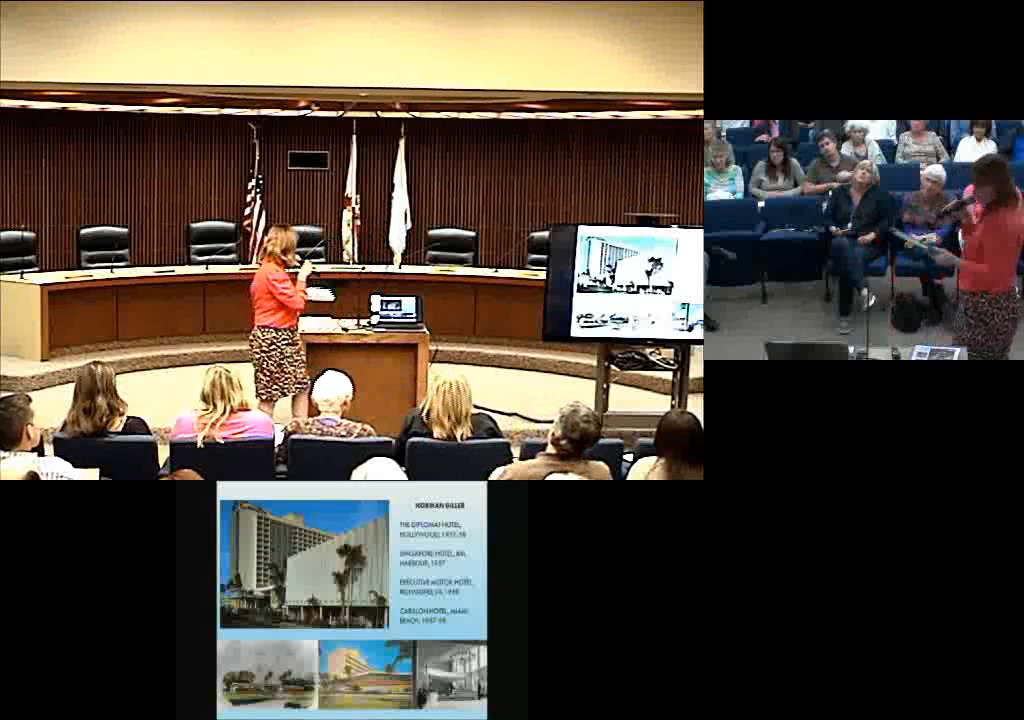 NORMAN GILLER
THE DIPLOMAT HOTEL,
HOLLYWOOD, 1957-58
SINGAPORE HOTEL, BAL
HARBOUR, 1957
EXECUTIVE MOTOR HOTEL,
RICHMOND, VA, 1958
CARILLON HOTEL, MIAMI
BEACH, 1957-58